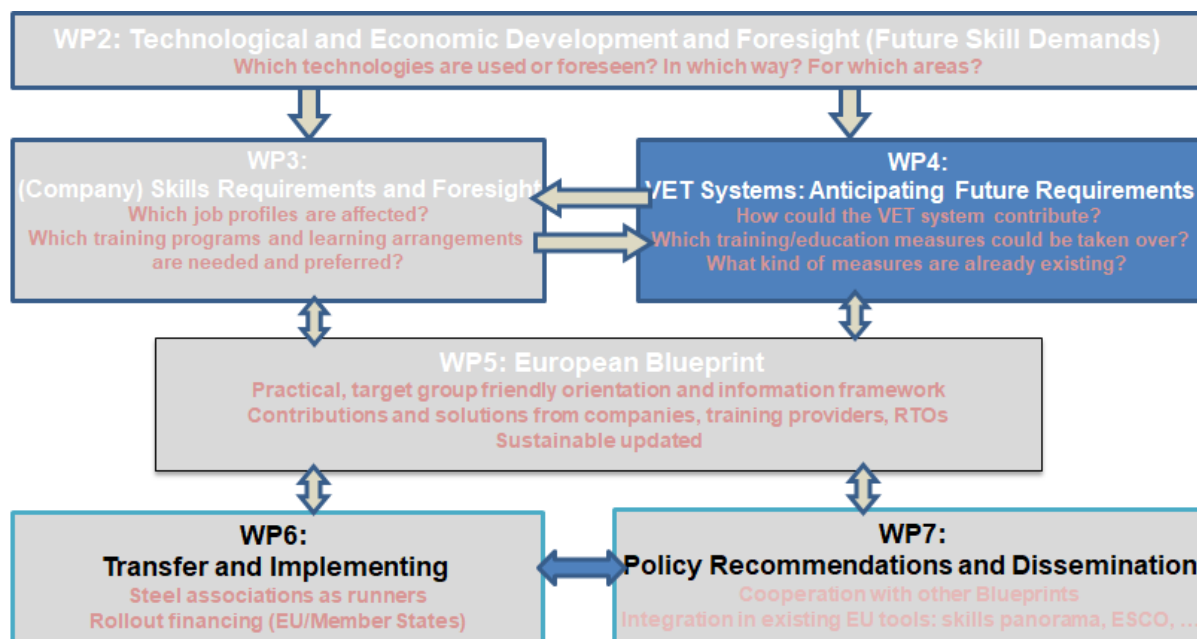 WP2: Technological and Economic Development and Foresight (Future Skill Demands)
Which technologies are used or foreseen? In which way? For which areas?
WP3:
(Company) Skills Requirements and Foresight
Which job profiles are affected?
Which training programs and learning arrangements
are needed and preferred?
WP4:
VET Systems: Anticipating Future Requirements
How could the VET system contribute?
Which training/education measures could be taken over?
What kind of measures are already existing?
WP5: European Blueprint
Practical, target group friendly orientation and information framework
Contributions and solutions from companies, training providers, RTOs
Sustainable updated
WP6:
Transfer and Implementing
Steel associations as runners
Rollout financing (EU/Member States)
WP7:
Policy Recommendations and Dissemination
Cooperation with other Blueprints
Integration in existing EU tools: skills panorama, ESCO, ...